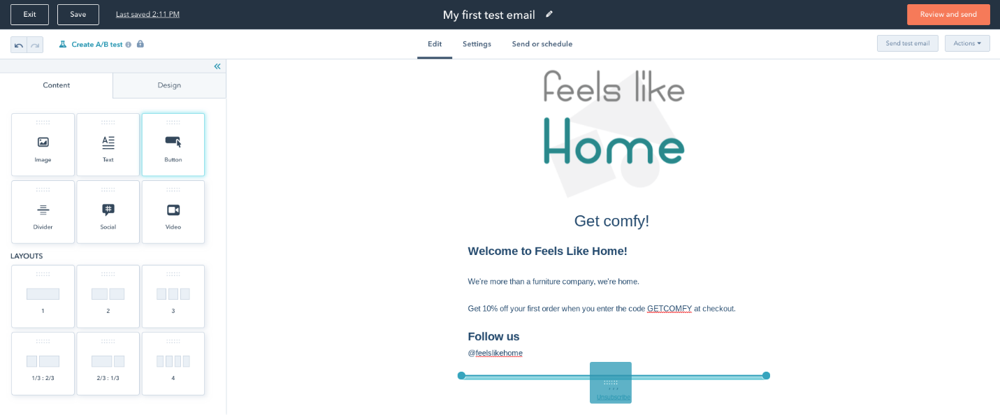 Exit
Save
Last saved 2:11 PM
My first test email
Review and send
Create A/B test
Edit
Settings
Send or schedule
Send test email
Actions
Content
Design
Image
Text
Button
Divider
Social
Video
LAYOUTS
1
2
3
1/3 : 2/3
2/3 : 1/3
4
feels like
Home
Get comfy!
Welcome to Feels Like Home!
We're more than a furniture company, we're home.
Get 10% off your first order when you enter the code GETCOMFY at checkout.
Follow us
@feelslikehome
Unsubscribe